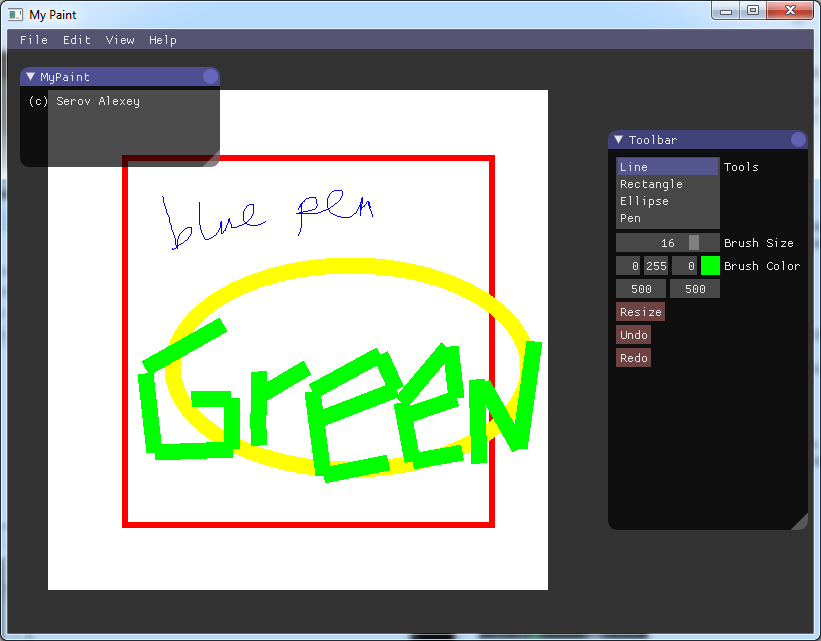 My Paint
File Edit View Help
MyPaint
(c) Serov Alexey
Toolbar
Line Tools
Rectangle
Ellipse
Pen
16 Brush Size
0 255 0 Brush Color
500 500
Resize
Undo
Redo
blue pen
GrEEN